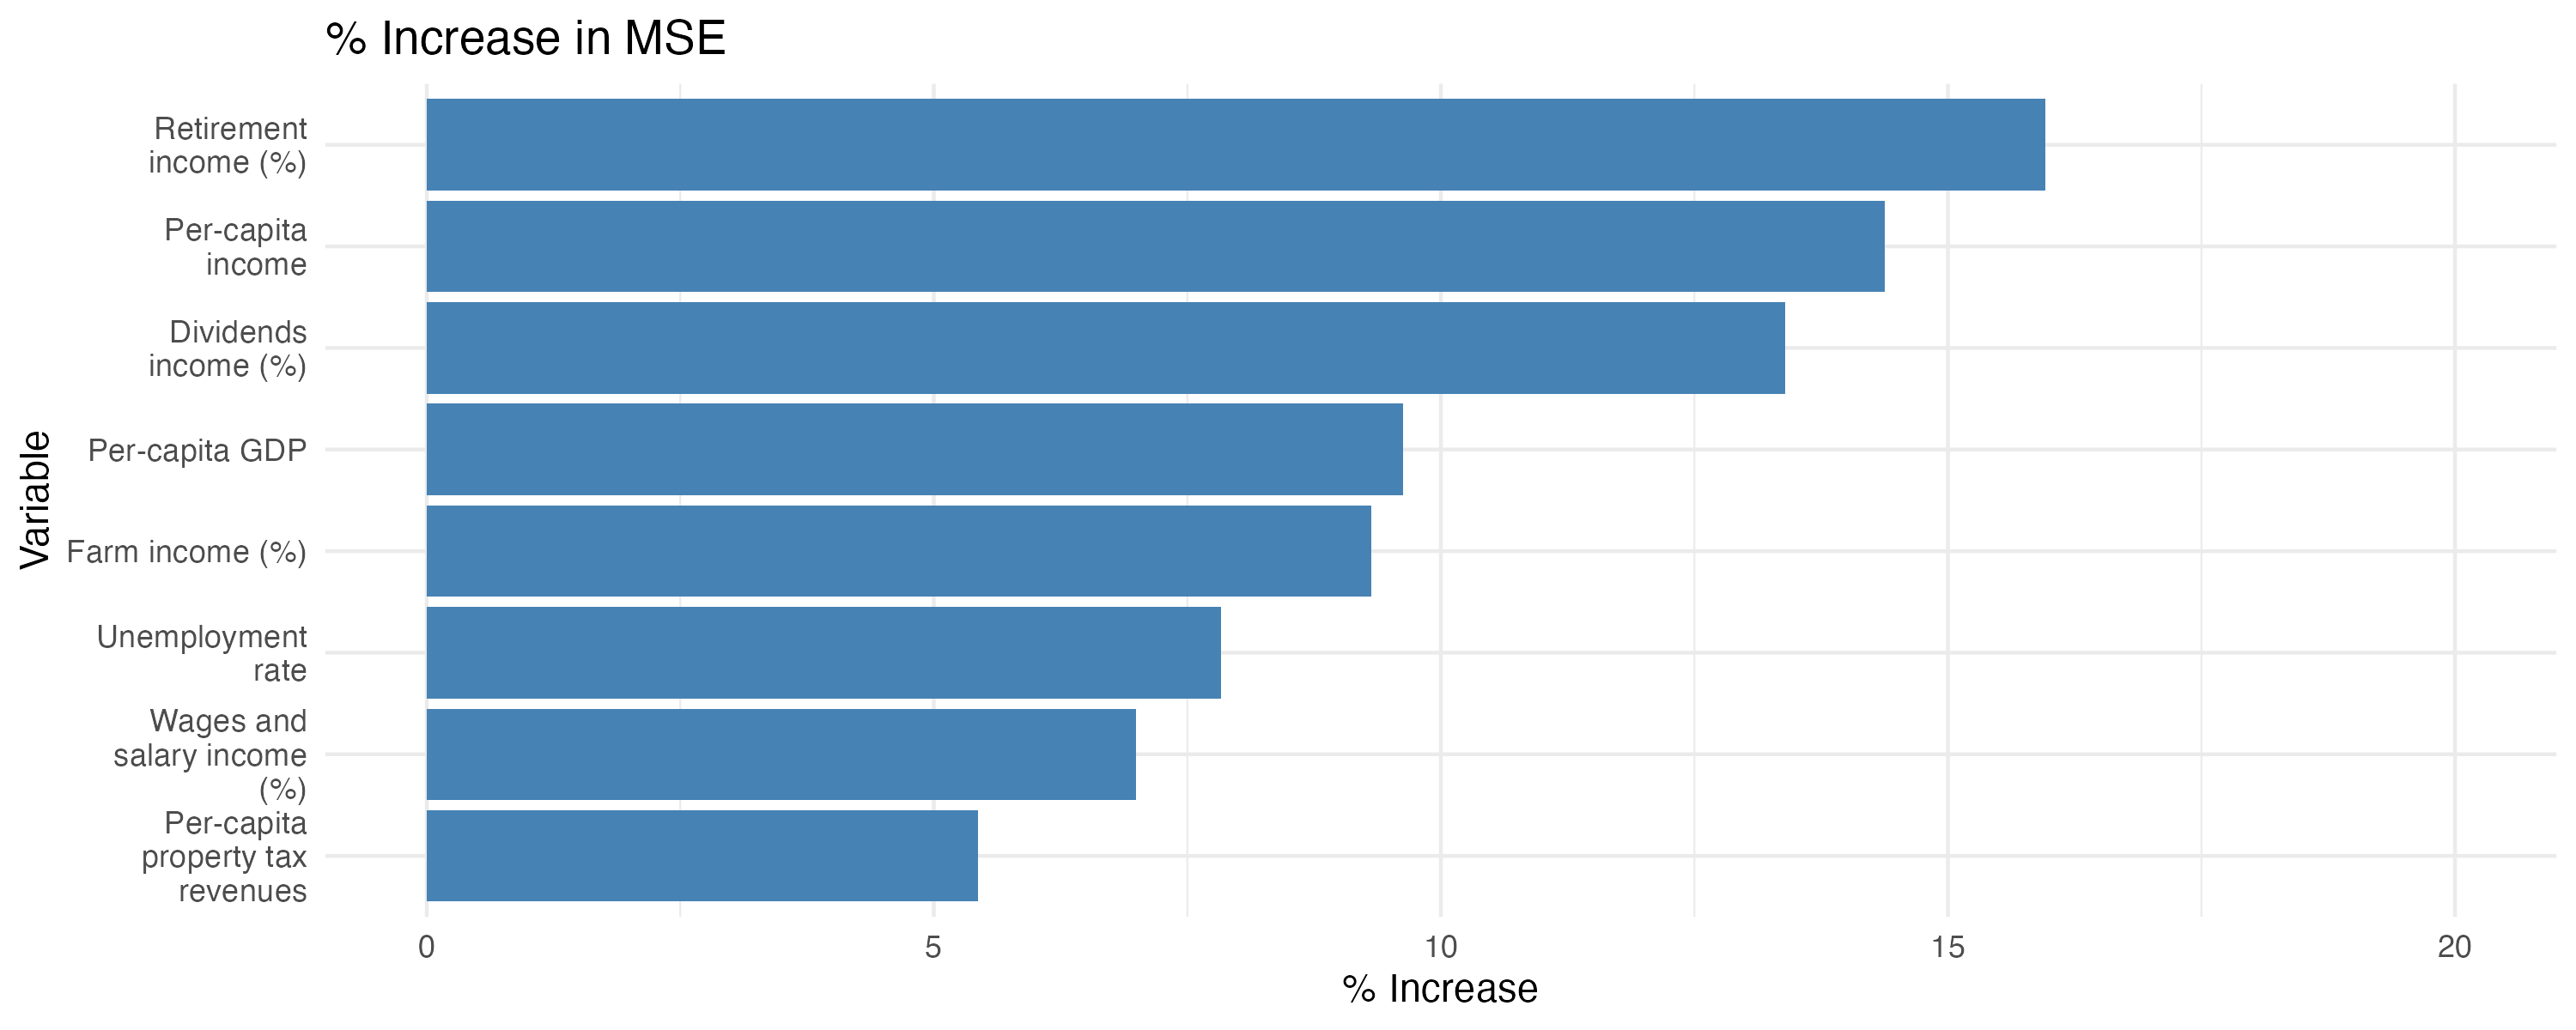 % Increase in MSE
Retirement
income (%)
Per-capita
income
Dividends
income (%)
Per-capita GDP
Farm income (%)
Unemployment
rate
Wages and
salary income
(%)
Per-capita
property tax
revenues
Variable
0 5 10 15 20
% Increase